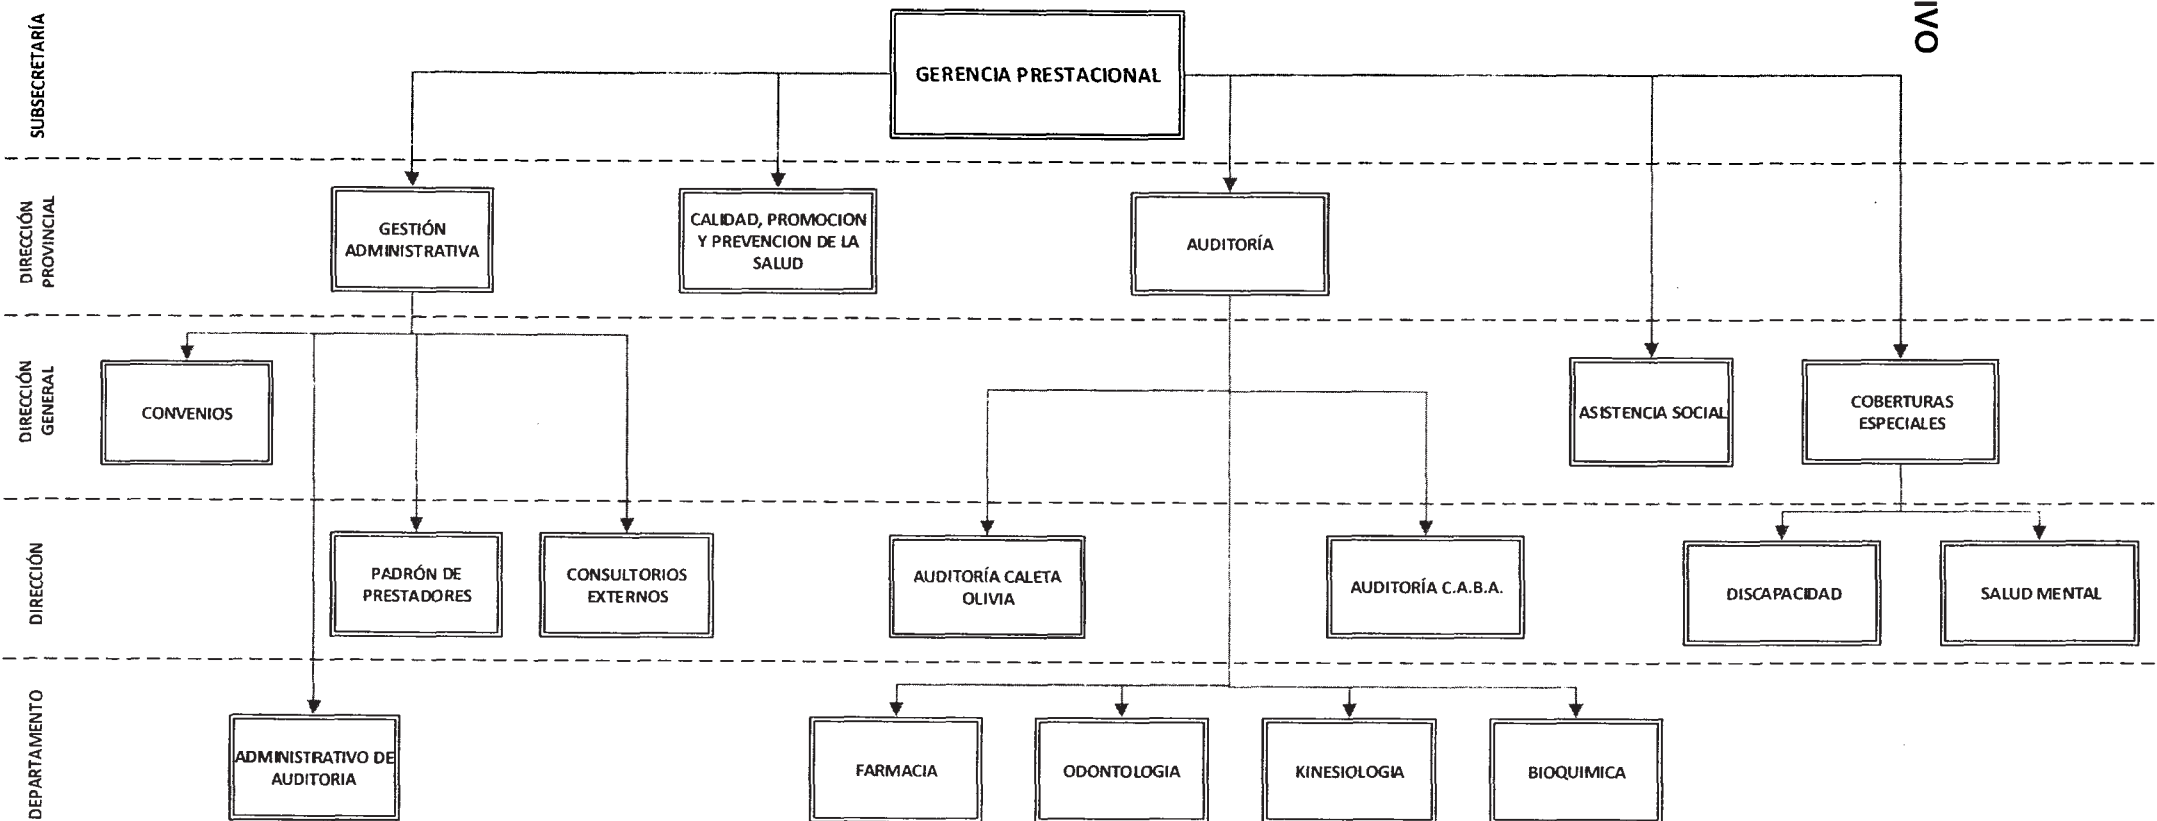 IVO
SUBSECRETARÍA
GERENCIA PRESTACIONAL
DIRECCIÓN
PROVINCIAL
GESTIÓN
ADMINISTRATIVA
CALIDAD, PROMOCION
Y PREVENCION DE LA
SALUD
AUDITORÍA
DIRECCIÓN
GENERAL
CONVENIOS
ASISTENCIA SOCIAL
COBERTURAS
ESPECIALES
DIRECCIÓN
PADRÓN DE
PRESTADORES
CONSULTORIOS
EXTERNOS
AUDITORÍA CALETA
OLIVIA
AUDITORÍA C.A.B.A.
DISCAPACIDAD
SALUD MENTAL
DEPARTAMENTO
ADMINISTRATIVO DE
AUDITORIA
FARMACIA
ODONTOLOGIA
KINESIOLOGIA
BIOQUIMICA